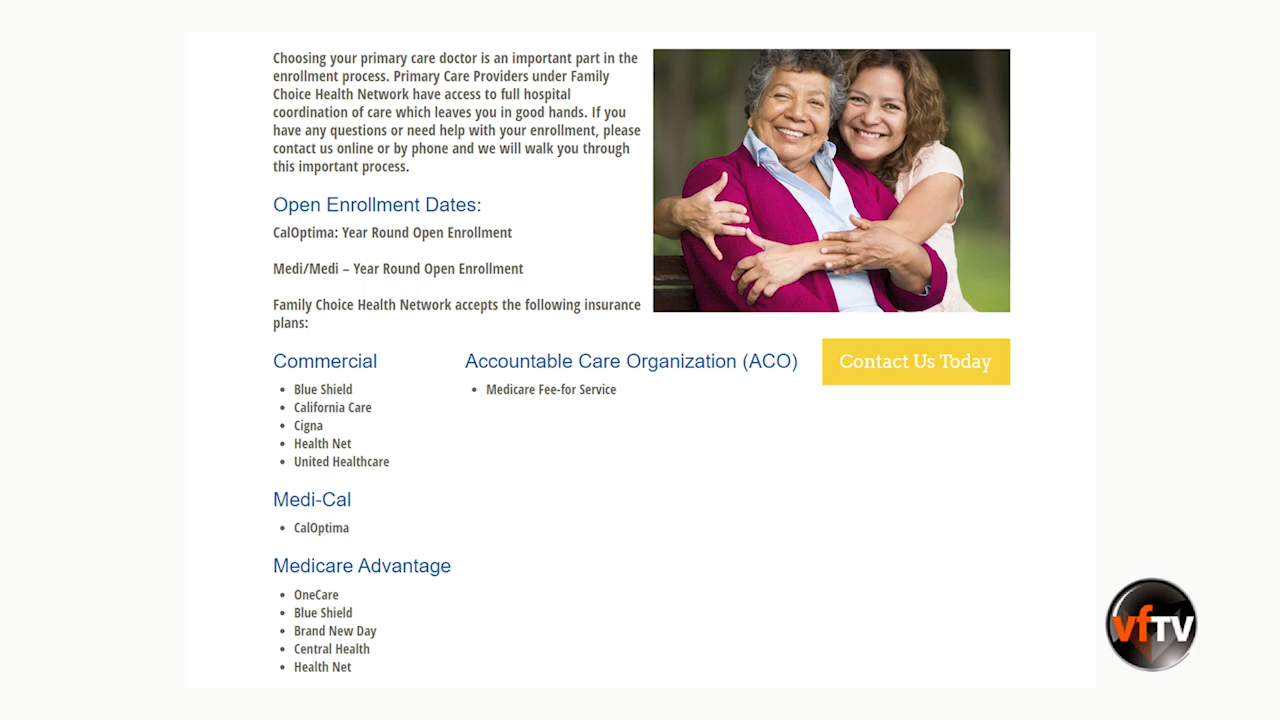 Choosing your primary care doctor is an important part in the
enrollment process. Primary Care Providers under Family
Choice Health Network have access to full hospital
coordination of care which leaves you in good hands. If you
have any questions or need help with your enrollment, please
contact us online or by phone and we will walk you through
this important process.
Open Enrollment Dates:
CalOptima: Year Round Open Enrollment
Medi/Medi – Year Round Open Enrollment
Family Choice Health Network accepts the following insurance
plans:
Commercial
• Blue Shield
• California Care
• Cigna
• Health Net
• United Healthcare
Medi-Cal
• CalOptima
Medicare Advantage
• OneCare
• Blue Shield
• Brand New Day
• Central Health
• Health Net
Accountable Care Organization (ACO)
• Medicare Fee-for Service
Contact Us Today
vfTV